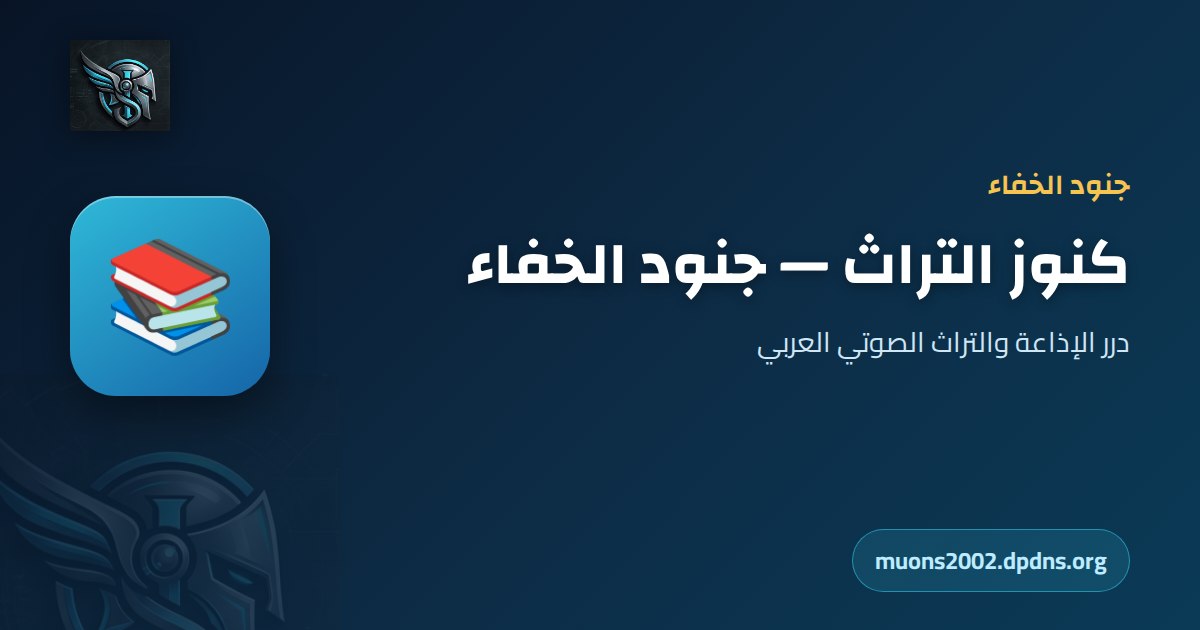 جنود الخفاء
كنوز التراث — جنود الخفاء
درر الإذاعة والتراث الصوتي العربي
muons2002.dpdns.org